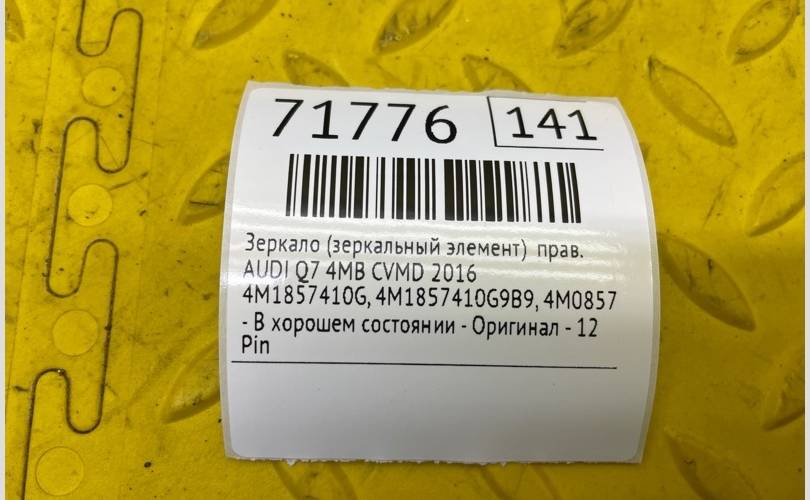 71776 141
Зеркало (зеркальный элемент) прав.
AUDI Q7 4MB CVMD 2016
4M1857410G, 4M1857410G9B9, 4M0857
- В хорошем состоянии - Оригинал - 12
Pin